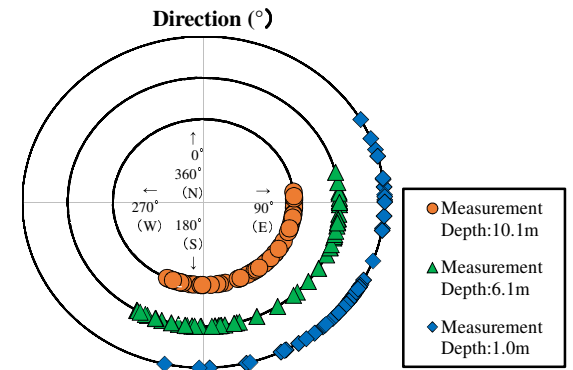 Direction (°)
↑
0°
360°
(N)
← →
270° 90°
(W) (E)
180°
(S)
↓
Measurement
Depth:10.1m
Measurement
Depth:6.1m
Measurement
Depth:1.0m